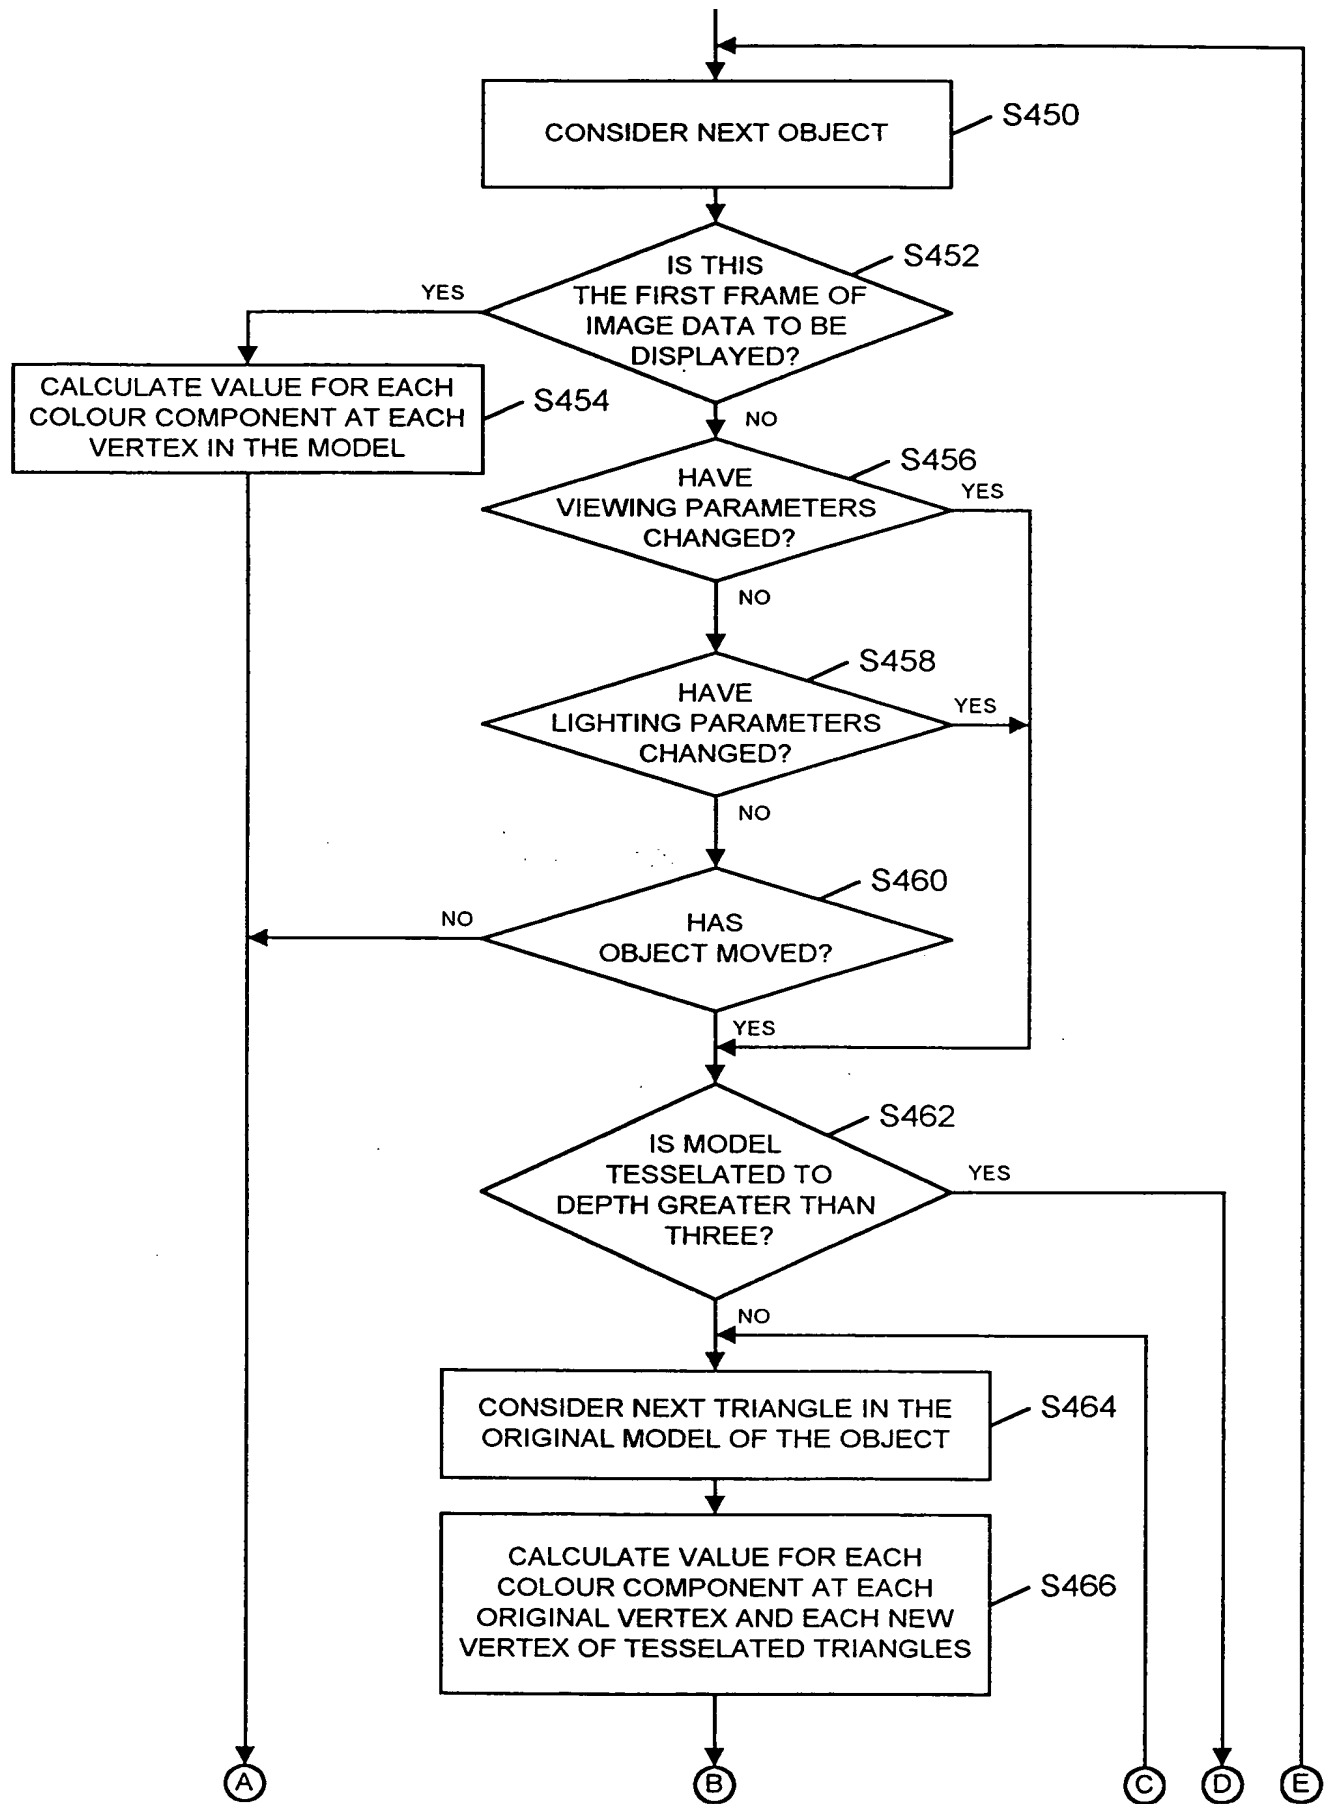 CONSIDER NEXT OBJECT
S450
IS THIS
THE FIRST FRAME OF
IMAGE DATA TO BE
DISPLAYED?
S452
YES
NO
CALCULATE VALUE FOR EACH
COLOUR COMPONENT AT EACH
VERTEX IN THE MODEL
S454
HAVE
VIEWING PARAMETERS
CHANGED?
S456
YES
NO
HAVE
LIGHTING PARAMETERS
CHANGED?
S458
YES
NO
HAS
OBJECT MOVED?
S460
NO
YES
IS MODEL
TESSELATED TO
DEPTH GREATER THAN
THREE?
S462
YES
NO
CONSIDER NEXT TRIANGLE IN THE
ORIGINAL MODEL OF THE OBJECT
S464
CALCULATE VALUE FOR EACH
COLOUR COMPONENT AT EACH
ORIGINAL VERTEX AND EACH NEW
VERTEX OF TESSELATED TRIANGLES
S466
A
B
C
D
E